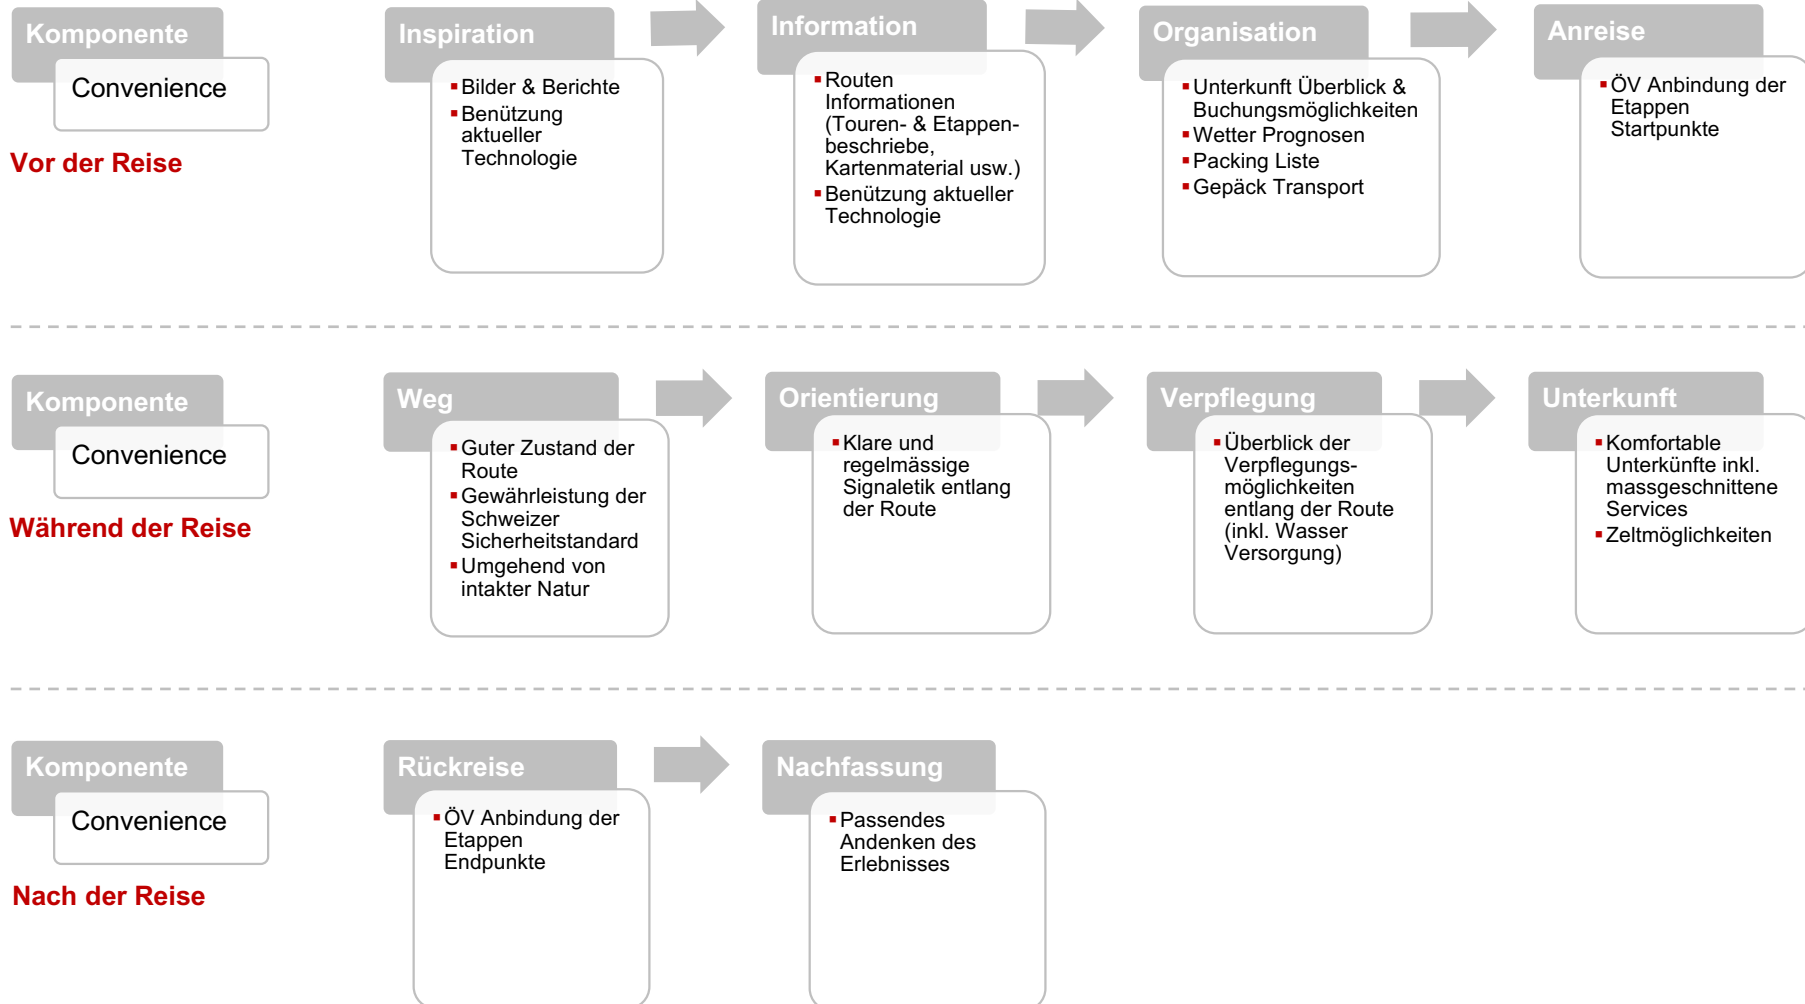 Komponente
Convenience
Vor der Reise
Inspiration
▪Bilder & Berichte
▪Benützung
aktueller
Technologie
Information
▪Routen
Informationen
(Touren- & Etappen-
beschriebe,
Kartenmaterial usw.)
▪Benützung aktueller
Technologie
Organisation
▪Unterkunft Überblick &
Buchungsmöglichkeiten
▪Wetter Prognosen
▪Packing Liste
▪Gepäck Transport
Anreise
▪ÖV Anbindung der
Etappen
Startpunkte
Komponente
Convenience
Während der Reise
Weg
▪Guter Zustand der
Route
▪Gewährleistung der
Schweizer
Sicherheitstandard
▪Umgehend von
intakter Natur
Orientierung
▪Klare und
regelmässige
Signaletik entlang
der Route
Verpflegung
▪Überblick der
Verpflegungs-
möglichkeiten
entlang der Route
(inkl. Wasser
Versorgung)
Unterkunft
▪Komfortable
Unterkünfte inkl.
massgeschnittene
Services
▪Zeltmöglichkeiten
Komponente
Convenience
Nach der Reise
Rückreise
▪ÖV Anbindung der
Etappen
Endpunkte
Nachfassung
▪Passendes
Andenken des
Erlebnisses